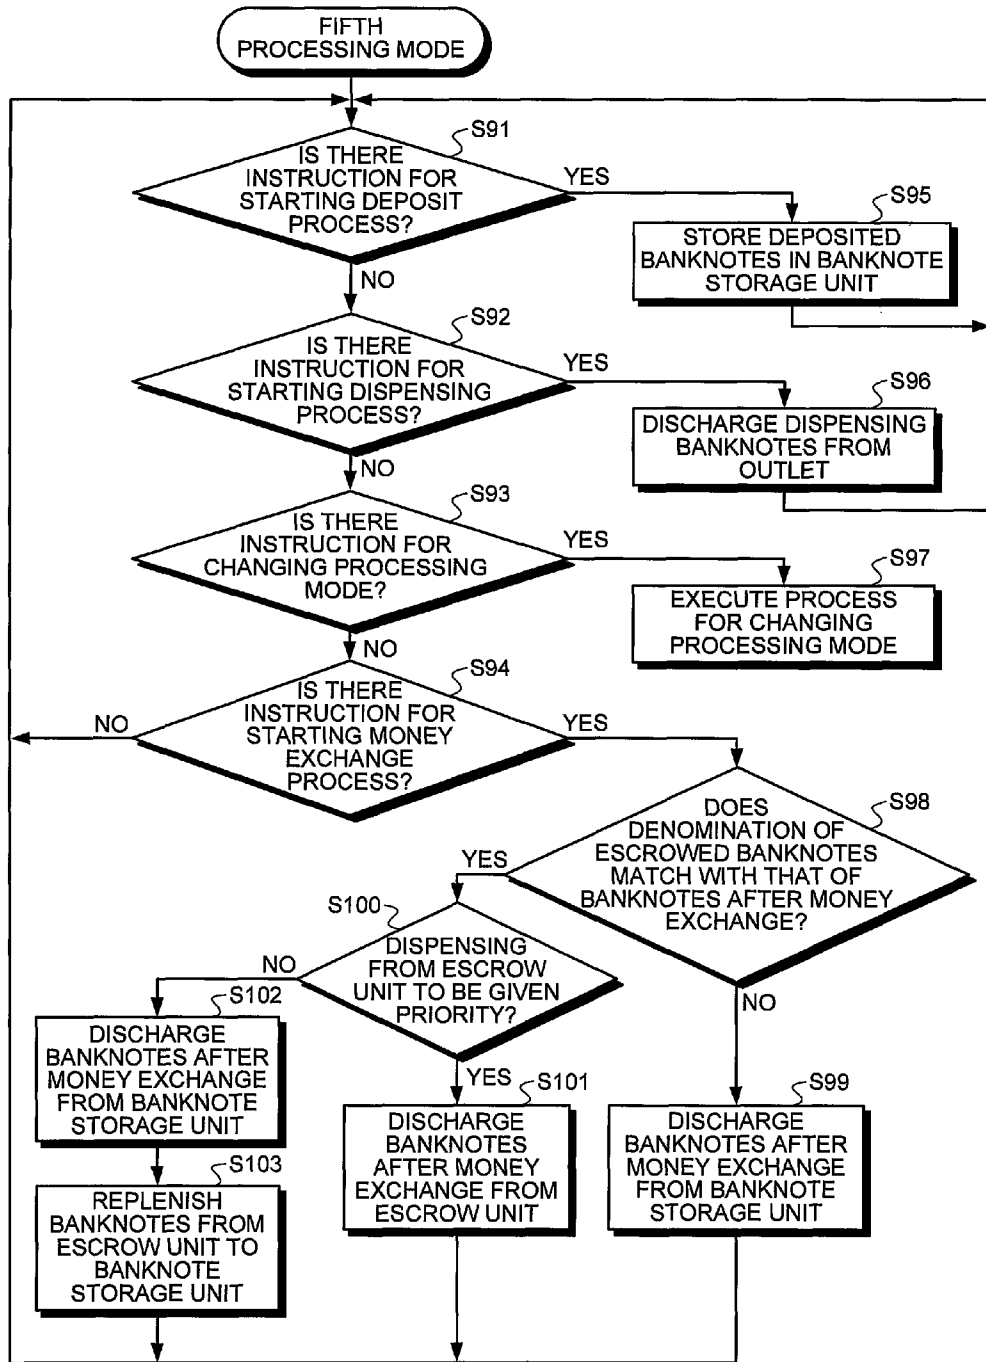 FIFTH
PROCESSING MODE
S91
IS THERE
INSTRUCTION FOR
STARTING DEPOSIT
PROCESS?
YES
NO
S95
STORE DEPOSITED
BANKNOTES IN BANKNOTE
STORAGE UNIT
S92
IS THERE
INSTRUCTION FOR
STARTING DISPENSING
PROCESS?
YES
NO
S96
DISCHARGE DISPENSING
BANKNOTES FROM
OUTLET
S93
IS THERE
INSTRUCTION FOR
CHANGING PROCESSING
MODE?
YES
NO
S97
EXECUTE PROCESS
FOR CHANGING
PROCESSING MODE
S94
IS THERE
INSTRUCTION FOR
STARTING MONEY
EXCHANGE
PROCESS?
NO
YES
S98
DOES
DENOMINATION OF
ESCROWED BANKNOTES
MATCH WITH THAT OF
BANKNOTES AFTER MONEY
EXCHANGE?
YES
NO
S100
DISPENSING
FROM ESCROW
UNIT TO BE GIVEN
PRIORITY?
NO
YES
S102
DISCHARGE
BANKNOTES AFTER
MONEY EXCHANGE
FROM BANKNOTE
STORAGE UNIT
S103
REPLENISH
BANKNOTES FROM
ESCROW UNIT TO
BANKNOTE
STORAGE UNIT
S101
DISCHARGE
BANKNOTES
AFTER MONEY
EXCHANGE FROM
ESCROW UNIT
S99
DISCHARGE
BANKNOTES AFTER
MONEY EXCHANGE
FROM BANKNOTE
STORAGE UNIT